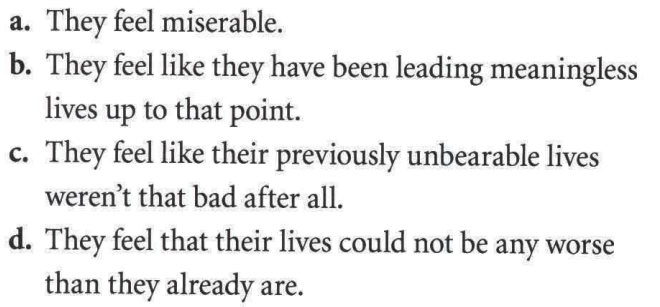 a. They feel miserable.
b. They feel like they have been leading meaningless
lives up to that point.
c. They feel like their previously unbearable lives
weren't that bad after all.
d. They feel that their lives could not be any worse
than they already are.